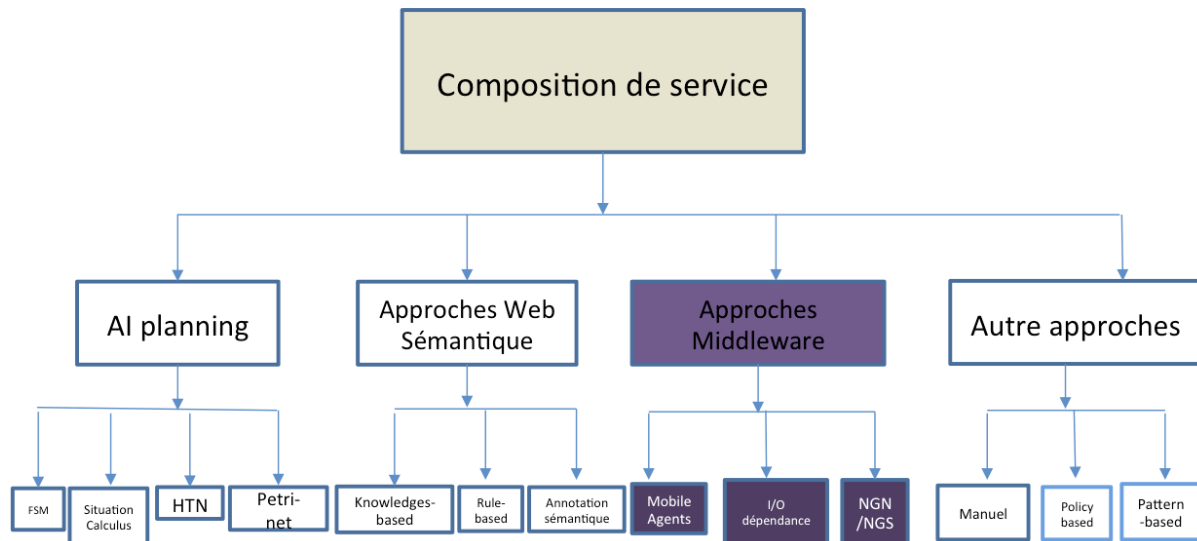 Composition de service
AI planning
Approches Web
Sémantique
Approches
Middleware
Autre approches
FSM
Situation
Calculus
HTN
Petri-
net
Knowledges-
based
Rule-
based
Annotation
sémantique
Mobile
Agents
I/O
dépendance
NGN
/NGS
Manuel
Policy
based
Pattern
-based